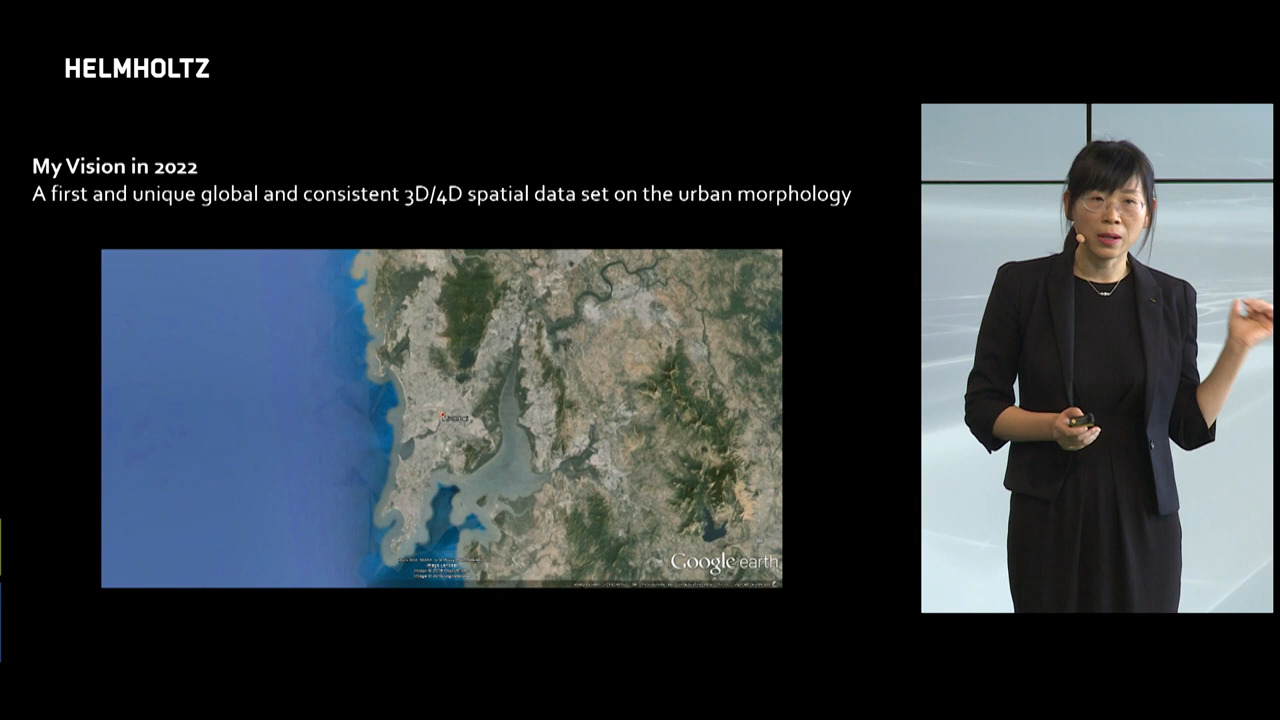 HELMHOLTZ
My Vision in 2022
A first and unique global and consistent 3D/4D spatial data set on the urban morphology
Google earth